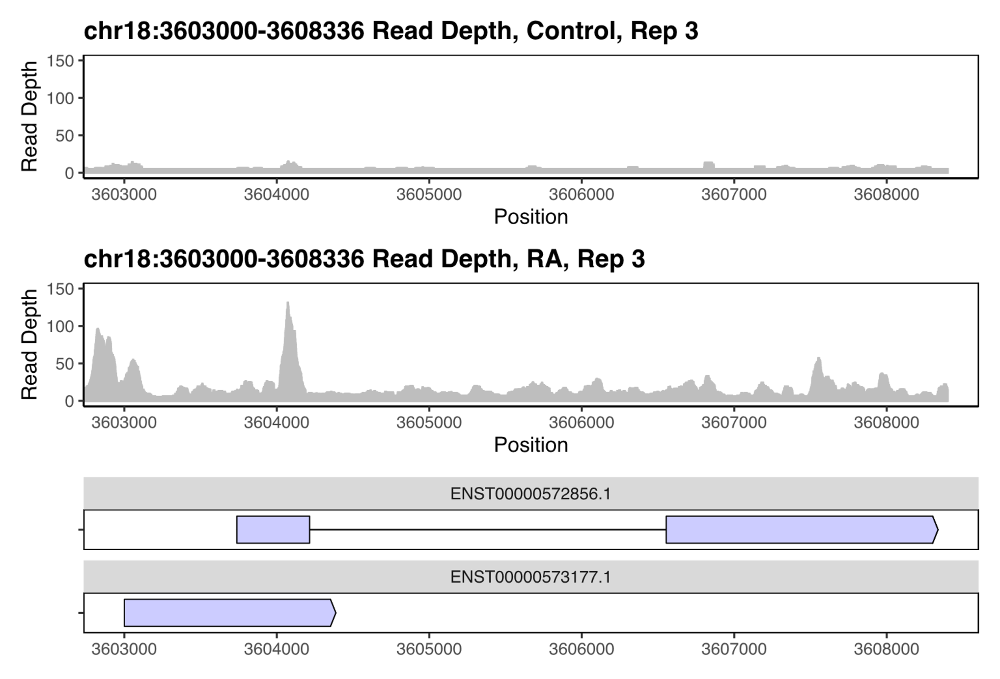 chr18:3603000-3608336 Read Depth, Control, Rep 3
Read Depth
150
100
50
0
3603000 3604000 3605000 3606000 3607000 3608000
Position
chr18:3603000-3608336 Read Depth, RA, Rep 3
Read Depth
150
100
50
0
3603000 3604000 3605000 3606000 3607000 3608000
Position
ENST00000572856.1
ENST00000573177.1
3603000 3604000 3605000 3606000 3607000 3608000